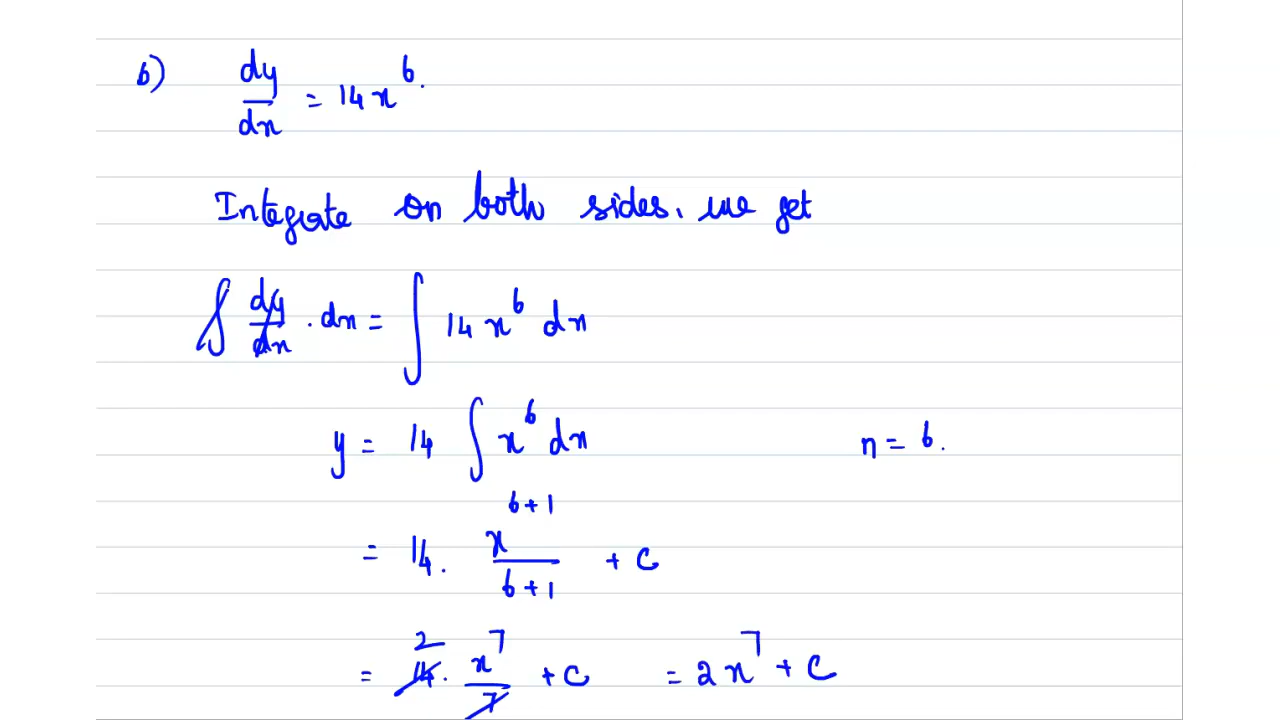 b) dy/dx = 14x^6.
Integrate on both sides, we get
∫ dy/dx . dx = ∫ 14x^6 dx
y = 14 ∫ x^6 dx n = 6.
= 14. x^(6+1)/(6+1) + c
= 2 14. x^7/7 + c = 2x^7 + c